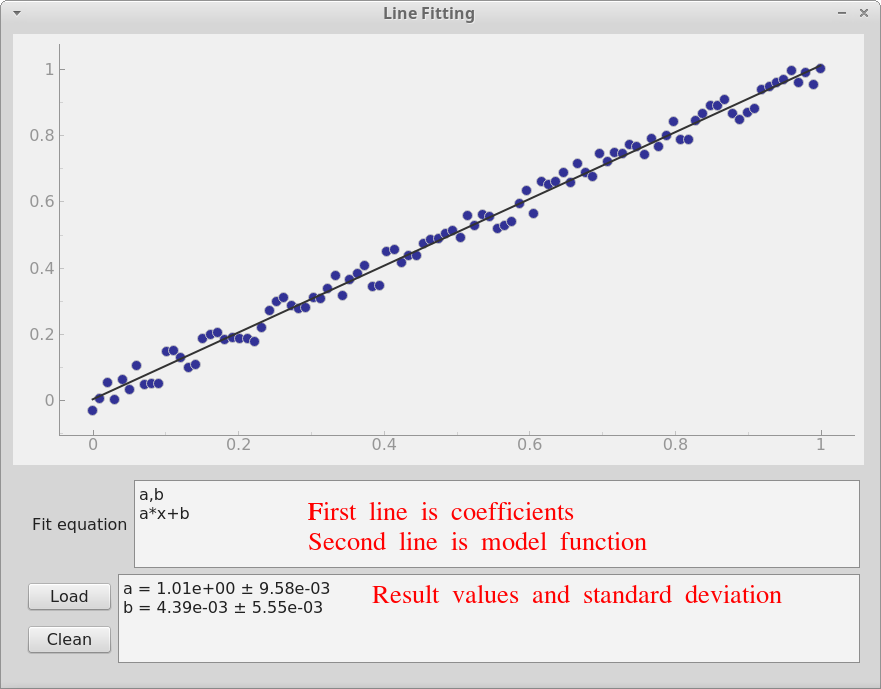 Line Fitting
1
0.8
0.6
0.4
0.2
0
0 0.2 0.4 0.6 0.8 1
Fit equation
a,b
a*x+b
First line is coefficients
Second line is model function
Load
Clean
a = 1.01e+00 ± 9.58e-03
b = 4.39e-03 ± 5.55e-03
Result values and standard deviation